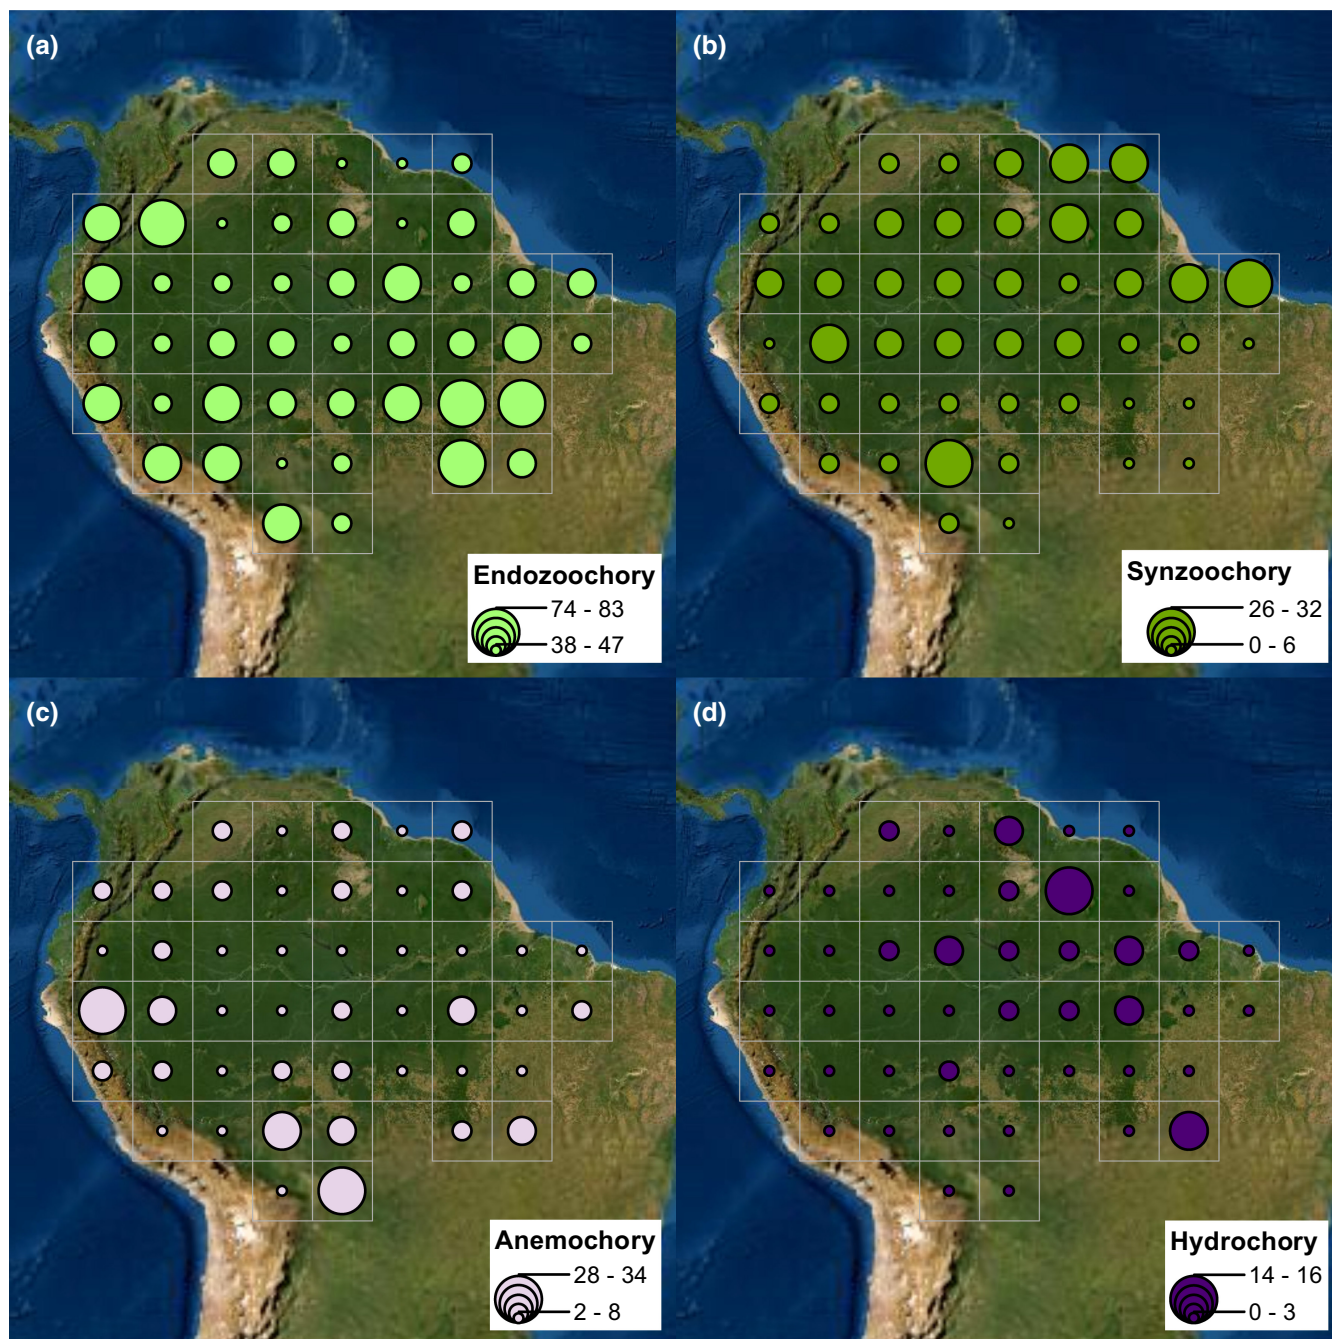 (a)
Endozoochory
74 - 83
38 - 47
(b)
Synzoochory
26 - 32
0 - 6
(c)
Anemochory
28 - 34
2 - 8
(d)
Hydrochory
14 - 16
0 - 3